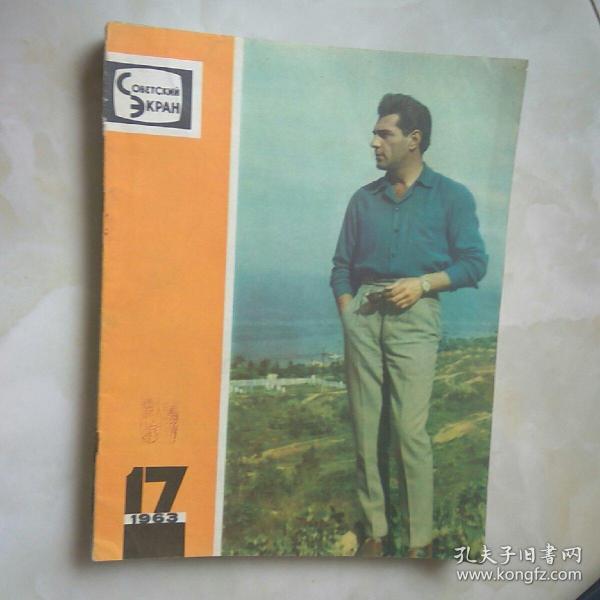 СОВЕТСКИЙ
ЭКРАН
17
1963
孔夫子旧书网
www.kongfz.com